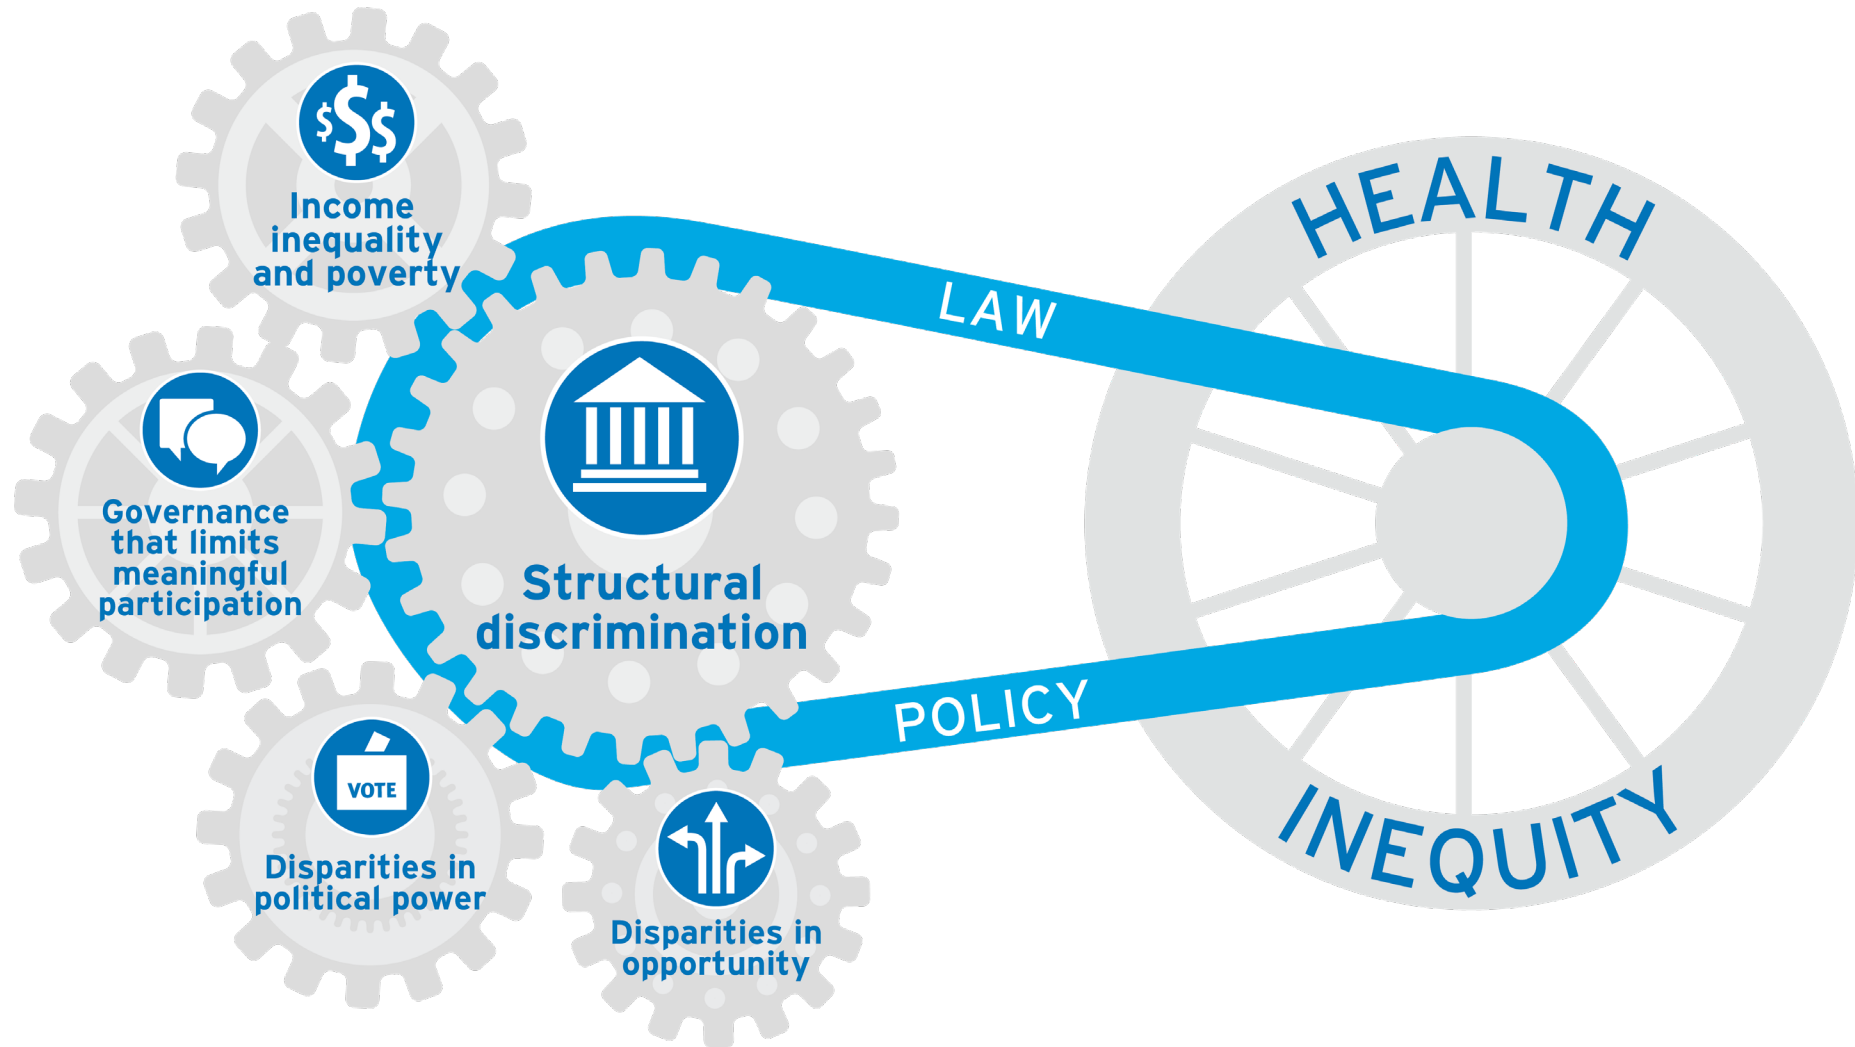 $$$
Income
inequality
and poverty
Governance
that limits
meaningful
participation
VOTE
Disparities in
political power
Disparities in
opportunity
Structural
discrimination
LAW
POLICY
HEALTH
INEQUITY